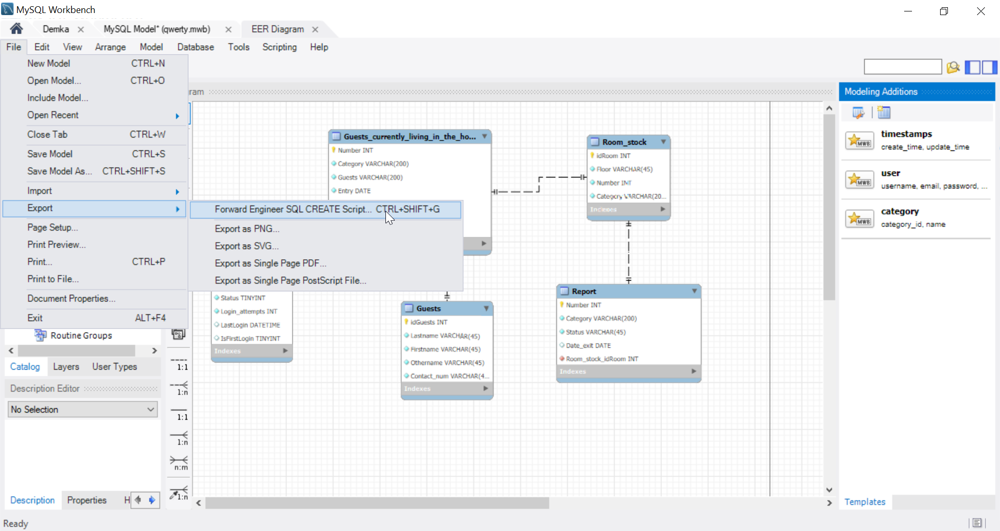 MySQL Workbench
Demka
MySQL Model* (qwerty.mwb)
EER Diagram
File Edit View Arrange Model Database Tools Scripting Help
New Model CTRL+N
Open Model... CTRL+O
Include Model...
Open Recent
Close Tab CTRL+W
Save Model CTRL+S
Save Model As... CTRL+SHIFT+S
Import
Export
Page Setup...
Print Preview...
Print... CTRL+P
Print to File...
Document Properties...
Exit ALT+F4
Forward Engineer SQL CREATE Script... CTRL+SHIFT+G
Export as PNG...
Export as SVG...
Export as Single Page PDF...
Export as Single Page PostScript File...
Routine Groups
Catalog Layers User Types
Description Editor
No Selection
Description Properties H
Ready
1:1
1:n
1:1
1:n
n:m
1:n
ram
Guests_currently_living_in_the_ho...
Number INT
Category VARCHAR(200)
Guests VARCHAR(200)
Entry DATE
Status TINYINT
Login_attempts INT
LastLogin DATETIME
IsFirstLogin TINYINT
Indexes
Guests
idGuests INT
Lastname VARCHAR(45)
Firstname VARCHAR(45)
Othername VARCHAR(45)
Contact_num VARCHAR(4...
Indexes
Room_stock
idRoom INT
Floor VARCHAR(45)
Number INT
Category VARCHAR(20...
Indexes
Report
Number INT
Category VARCHAR(200)
Status VARCHAR(45)
Date_exit DATE
Room_stock_idRoom INT
Indexes
Modeling Additions
MWB
timestamps
create_time, update_time
MWB
user
username, email, password, ...
MWB
category
category_id, name
Templates